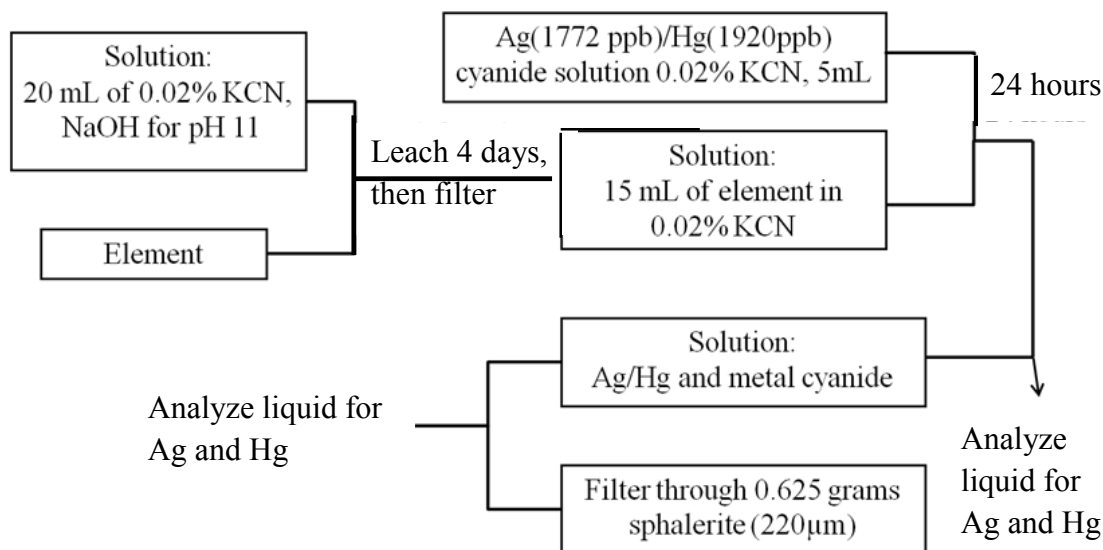 Solution:
20 mL of 0.02% KCN,
NaOH for pH 11
Element
Leach 4 days,
then filter
Ag(1772 ppb)/Hg(1920ppb)
cyanide solution 0.02% KCN, 5mL
Solution:
15 mL of element in
0.02% KCN
24 hours
Solution:
Ag/Hg and metal cyanide
Filter through 0.625 grams
sphalerite (220µm)
Analyze liquid for
Ag and Hg
Analyze
liquid for
Ag and Hg